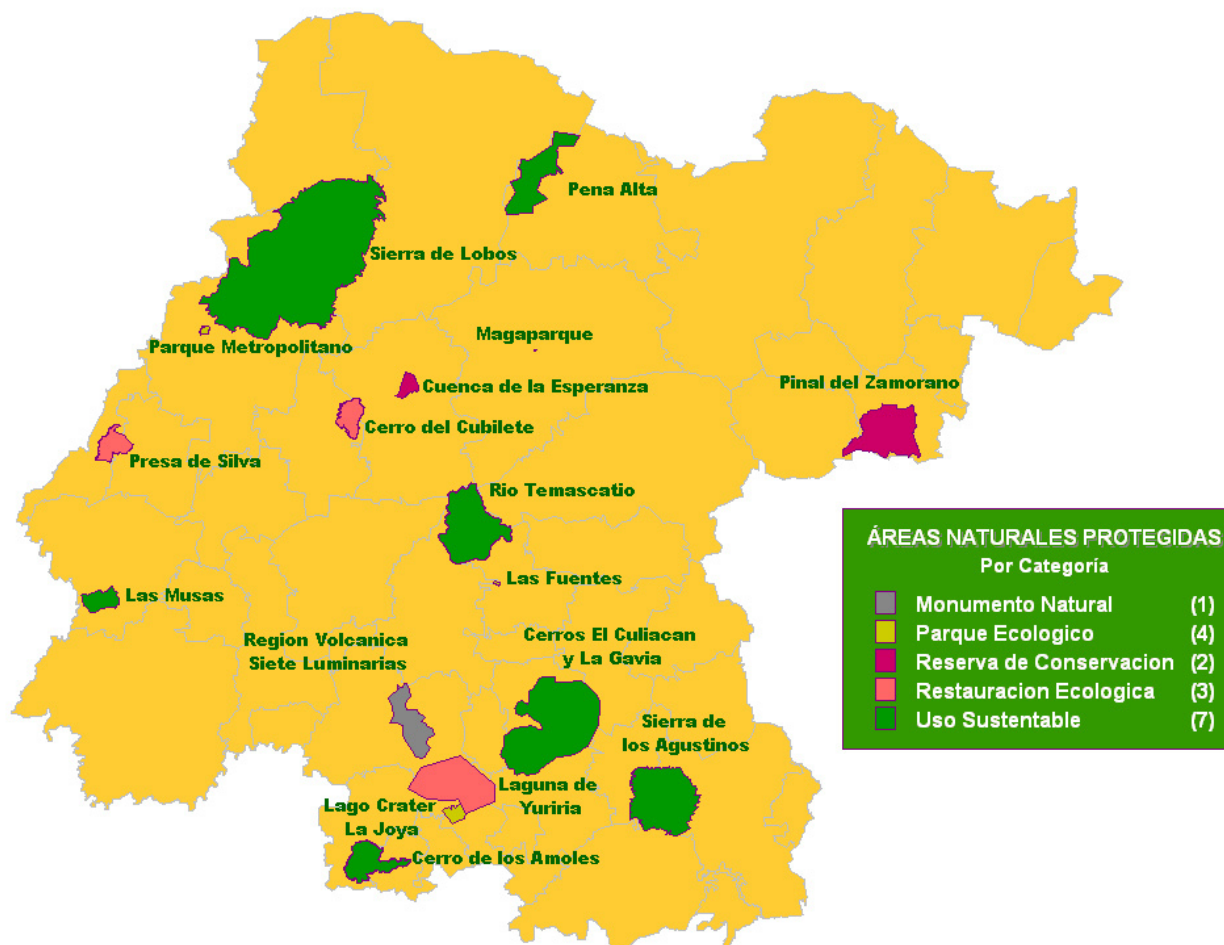 Pena Alta
Sierra de Lobos
Magaparque
Parque Metropolitano
Cuenca de la Esperanza
Pinal del Zamorano
Cerro del Cubilete
Presa de Silva
Rio Temascatio
Las Fuentes
Las Musas
Region Volcanica
Siete Luminarias
Cerros El Culiacan
y La Gavia
Sierra de
los Agustinos
Laguna de
Yuriria
Lago Crater
La Joya
Cerro de los Amoles
ÁREAS NATURALES PROTEGIDAS
Por Categoría
Monumento Natural (1)
Parque Ecologico (4)
Reserva de Conservacion (2)
Restauracion Ecologica (3)
Uso Sustentable (7)